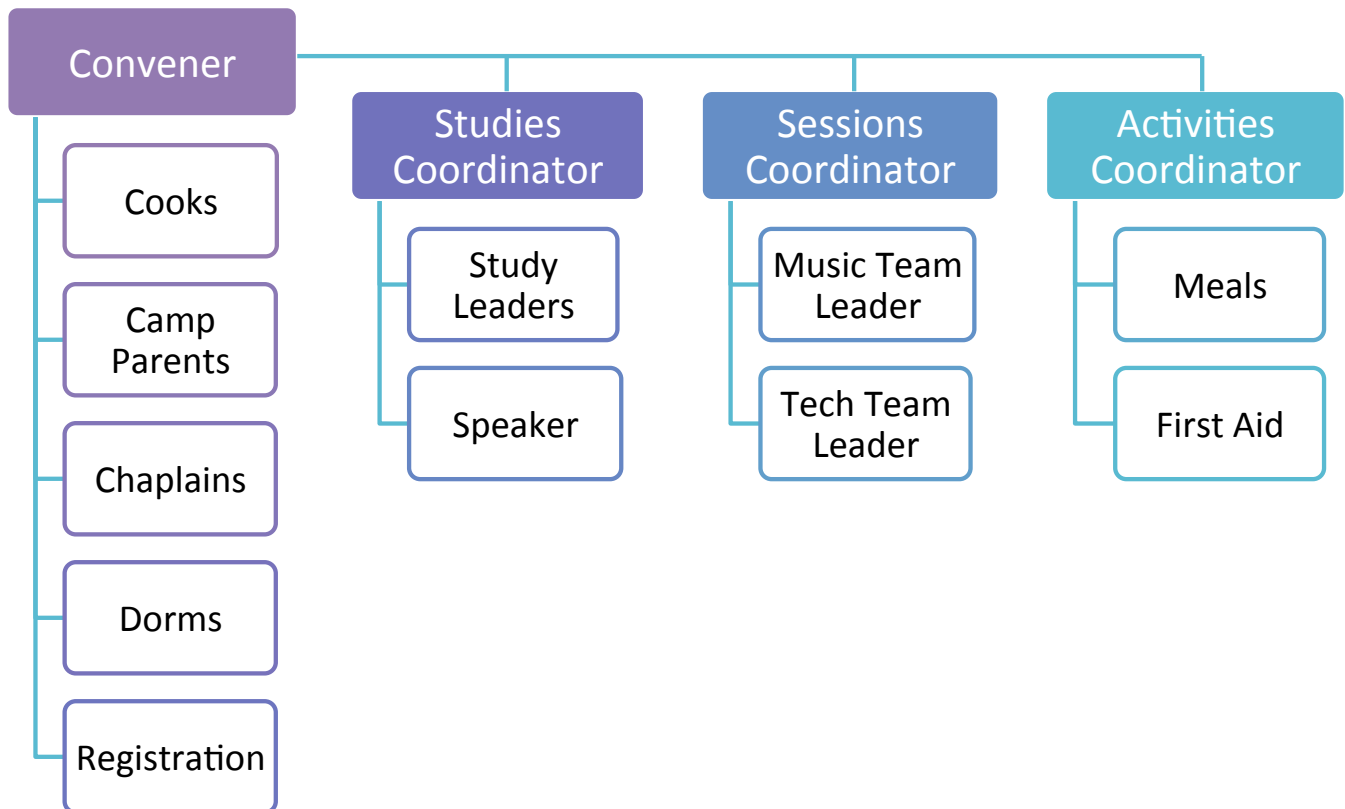 Convener
Cooks
Camp
Parents
Chaplains
Dorms
Registration
Studies
Coordinator
Study
Leaders
Speaker
Sessions
Coordinator
Music Team
Leader
Tech Team
Leader
Activities
Coordinator
Meals
First Aid